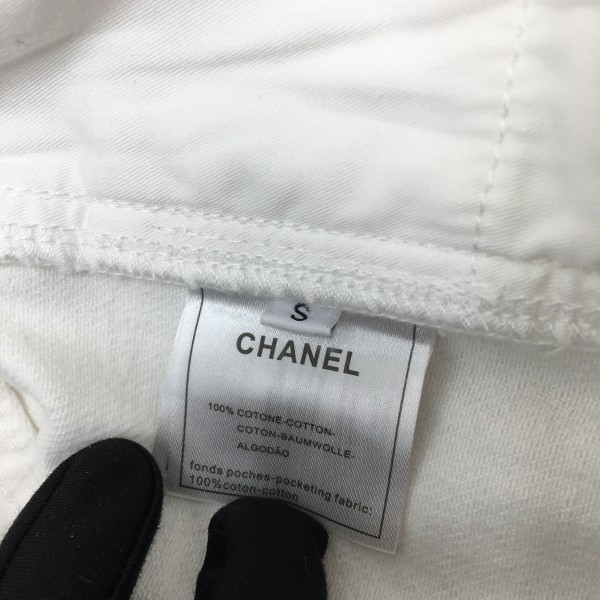 S
CHANEL
100% COTONE-COTTON-
COTON-BAUMWOLLE-
ALGODÃO
fonds poches-pocketing fabric:
100%coton-cotton